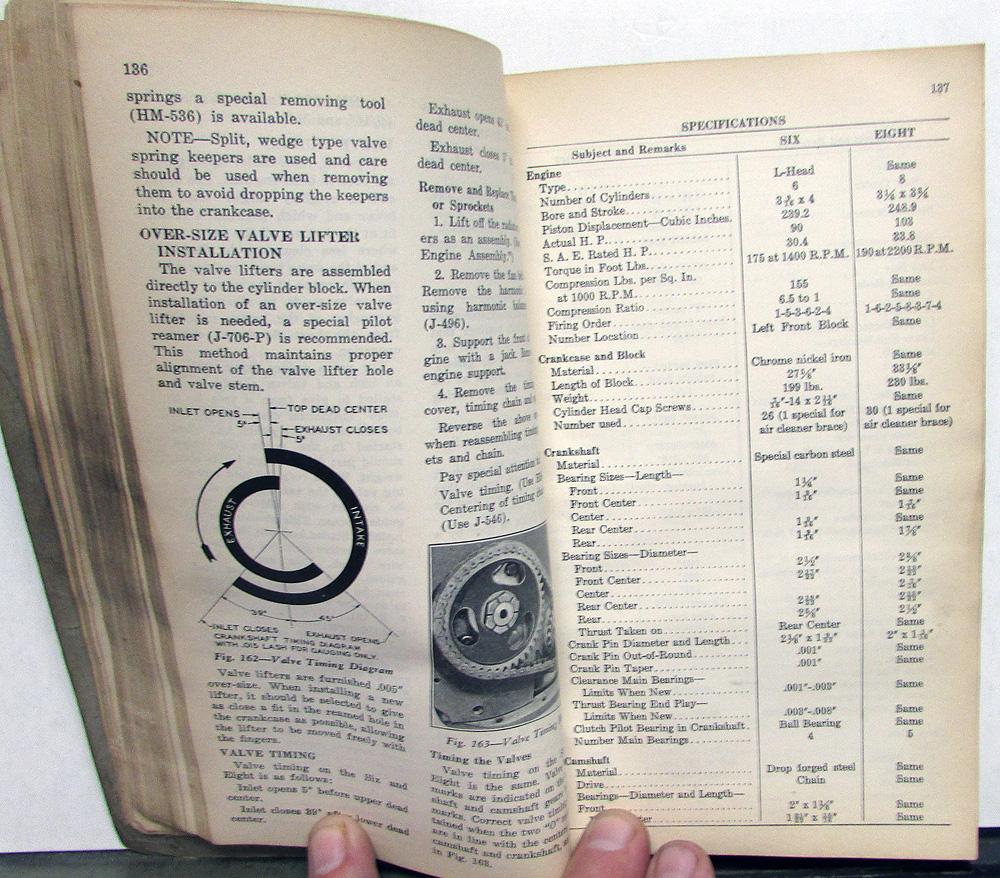 136
springs a special removing tool
(HM-536) is available.
NOTE—Split, wedge type valve
spring keepers are used and care
should be used when removing
them to avoid dropping the keepers
into the crankcase.
OVER-SIZE VALVE LIFTER
INSTALLATION
The valve lifters are assembled
directly to the cylinder block. When
installation of an over-size valve
lifter is needed, a special pilot
reamer (J-706-P) is recommended.
This method maintains proper
alignment of the valve lifter hole
and valve stem.
INLET OPENS
TOP DEAD CENTER
5°
EXHAUST CLOSES
5°
EXHAUST
INTAKE
39°
45°
INLET CLOSES EXHAUST OPENS
CRANKSHAFT TIMING DIAGRAM
WITH .015 LASH FOR GAUGING ONLY
Fig. 162—Valve Timing Diagram
Valve lifters are furnished .005"
over-size. When installing a new
lifter, it should be selected to give
as close a fit in the reamed hole in
the crankcase as possible, allowing
the lifter to be moved freely with
the fingers.
VALVE TIMING
Valve timing on the Six and
Eight is as follows:
Inlet opens 5° before upper dead
center.
Inlet closes 39° lower dead
center.
Exhaust opens
dead center.
Exhaust closes
dead center.
Remove and Replace
or Sprockets
1. Lift off the
ers as an assembly.
Engine Assembly.")
2. Remove the fan
Remove the
using harmonic
(J-496).
3. Support the front
gine with a jack.
engine support.
4. Remove the
cover, timing chain
Reverse the above
when reassembling
ets and chain.
Pay special attention
Valve timing. (Use
Centering of timing
(Use J-546).
Fig. 163—Valve Timing
Timing the Valves
Valve timing on the
Eight is the same.
marks are indicated on
shaft and camshaft
marks. Correct valve
tained when the two "O"
are in line with the
camshaft and crankshaft,
in Fig. 163.
137
SPECIFICATIONS
Subject and Remarks SIX EIGHT
Engine
Type L-Head Same
Number of Cylinders 6 8
Bore and Stroke x 4
Piston Displacement—Cubic Inches. 239.2 248.9
Actual H. P. 90 103
S. A. E. Rated H. P. 30.4 33.8
Torque in Foot Lbs. 175 at 1400 R.P.M. 190 at 2200 R.P.M.
Compression Lbs. per Sq. In.
at 1000 R.P.M. 155 Same
Compression Ratio 6.5 to 1 Same
Firing Order 1-5-3-6-2-4 1-6-2-5-8-3-7-4
Number Location Left Front Block Same
Crankcase and Block
Material Chrome nickel iron Same
Length of Block
Weight 199 lbs. 230 lbs.
Cylinder Head Cap Screws Same
Number used 26 (1 special for 30 (1 special for
air cleaner brace) air cleaner brace)
Crankshaft
Material Special carbon steel Same
Bearing Sizes—Length—
Front Same
Front Center Same
Center
Rear Center Same
Rear
Bearing Sizes—Diameter—
Front
Front Center
Center
Rear Center
Rear
Thrust Taken on Rear Center Same
Crank Pin Diameter and Length
Crank Pin Out-of-Round .001" Same
Crank Pin Taper .001" Same
Clearance Main Bearings—
Limits When New .001"-.003" Same
Thrust Bearing End Play—
Limits When New .003"-.008" Same
Clutch Pilot Bearing in Crankshaft Ball Bearing Same
Number Main Bearings 4 5
Camshaft
Material Drop forged steel Same
Drive Chain Same
Bearings—Diameter and Length—
Front Same
Same